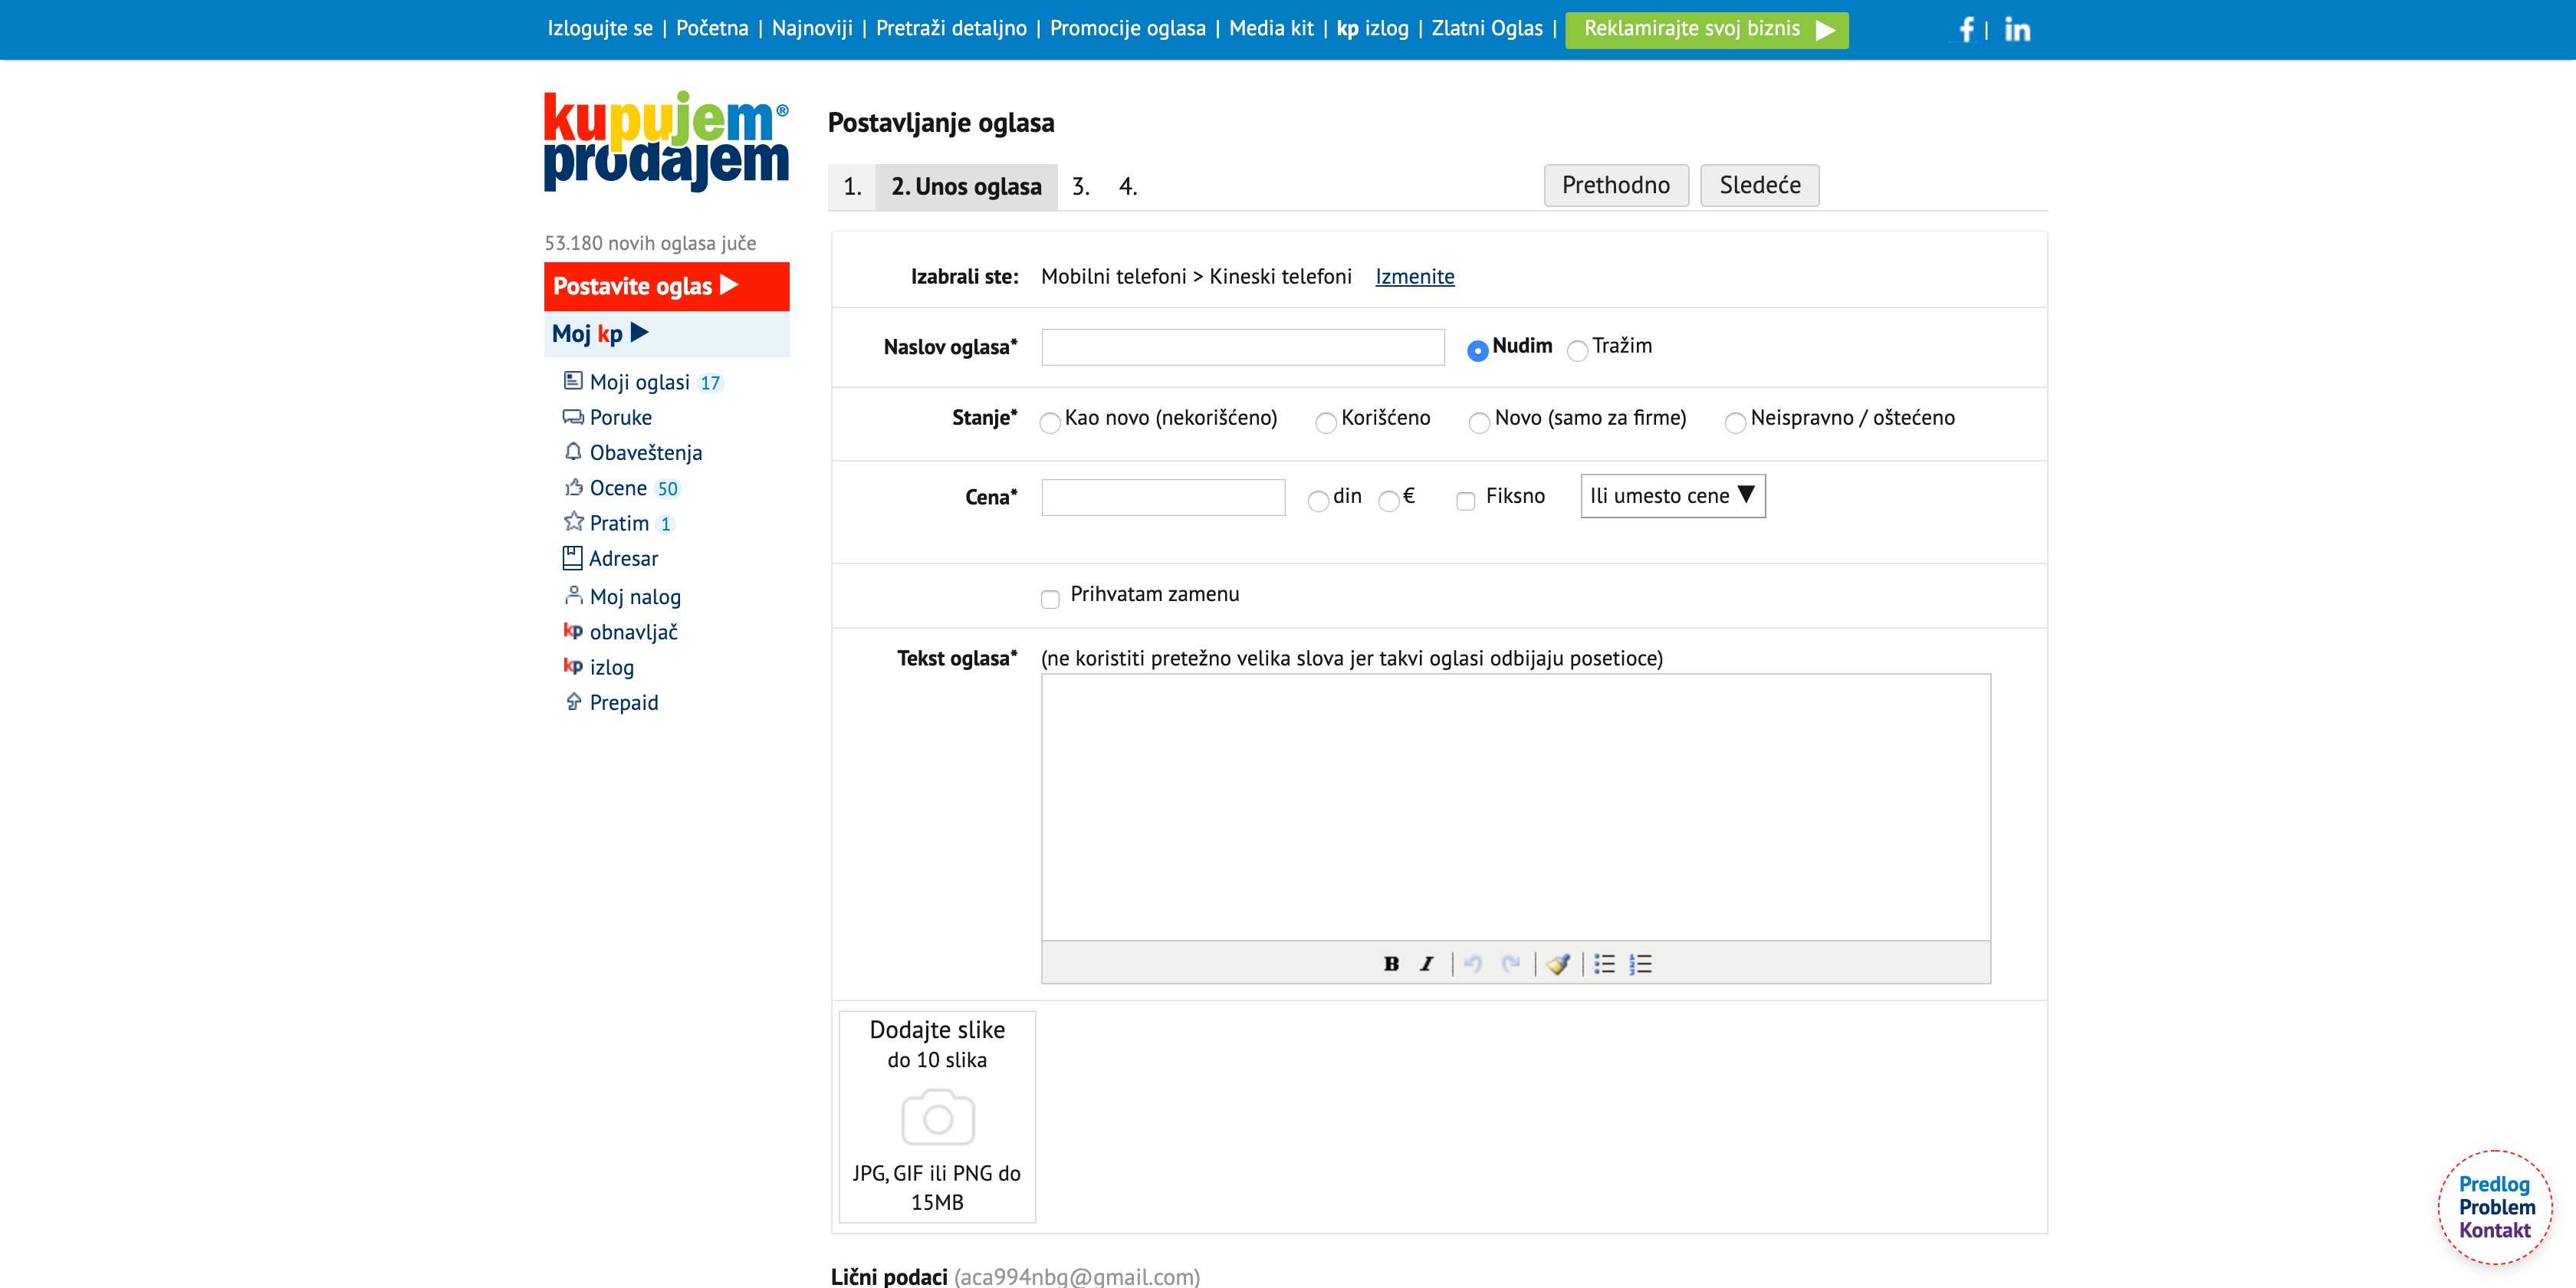 Izlogujte se | Početna | Najnoviji | Pretraži detaljno | Promocije oglasa | Media kit | kp izlog | Zlatni Oglas | Reklamirajte svoj biznis ▶ f | in
kupujem®
prodajem
53.180 novih oglasa juče
Postavite oglas ▶
Moj kp ▶
Moji oglasi 17
Poruke
Obaveštenja
Ocene 50
Pratim 1
Adresar
Moj nalog
kp obnavljač
kp izlog
Prepaid
Postavljanje oglasa
1. 2. Unos oglasa 3. 4. Prethodno Sledeće
Izabrali ste: Mobilni telefoni > Kineski telefoni Izmenite
Naslov oglasa* Nudim Tražim
Stanje* Kao novo (nekorišćeno) Korišćeno Novo (samo za firme) Neispravno / oštećeno
Cena* din € Fiksno Ili umesto cene ▼
Prihvatam zamenu
Tekst oglasa* (ne koristiti pretežno velika slova jer takvi oglasi odbijaju posetioce)
B I
Dodajte slike
do 10 slika
JPG, GIF ili PNG do
15MB
Lični podaci (aca994nbg@gmail.com)
Predlog
Problem
Kontakt